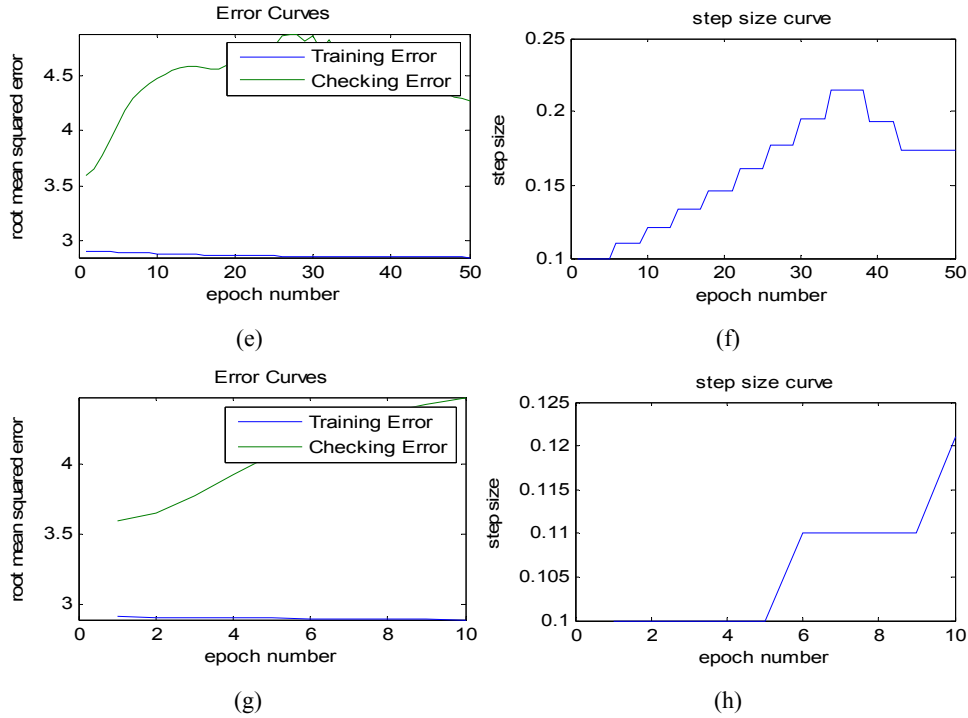 Error Curves
root mean squared error
4.5
4
3.5
3
0 10 20 30 40 50
epoch number
Training Error
Checking Error
(e)
step size curve
step size
0.25
0.2
0.15
0.1
0 10 20 30 40 50
epoch number
(f)
Error Curves
root mean squared error
4
3.5
3
0 2 4 6 8 10
epoch number
Training Error
Checking Error
(g)
step size curve
step size
0.125
0.12
0.115
0.11
0.105
0.1
0 2 4 6 8 10
epoch number
(h)